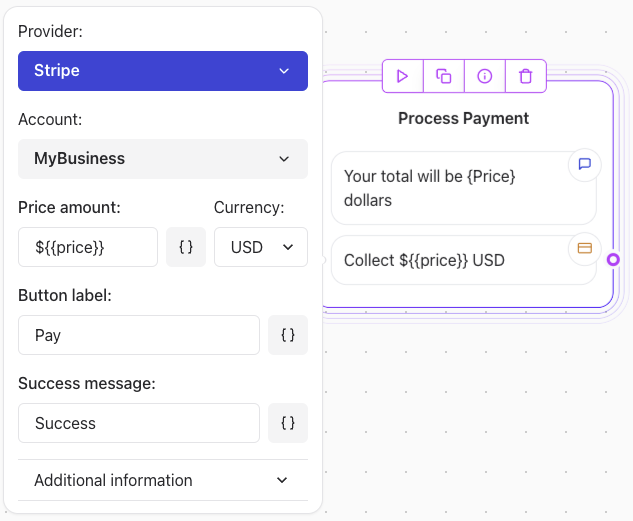 Provider:
Stripe
Account:
MyBusiness
Price amount:
Currency:
${{price}}
{ }
USD
Button label:
Pay
{ }
Success message:
Success
{ }
Additional information
Process Payment
Your total will be {Price}
dollars
Collect ${{price}} USD